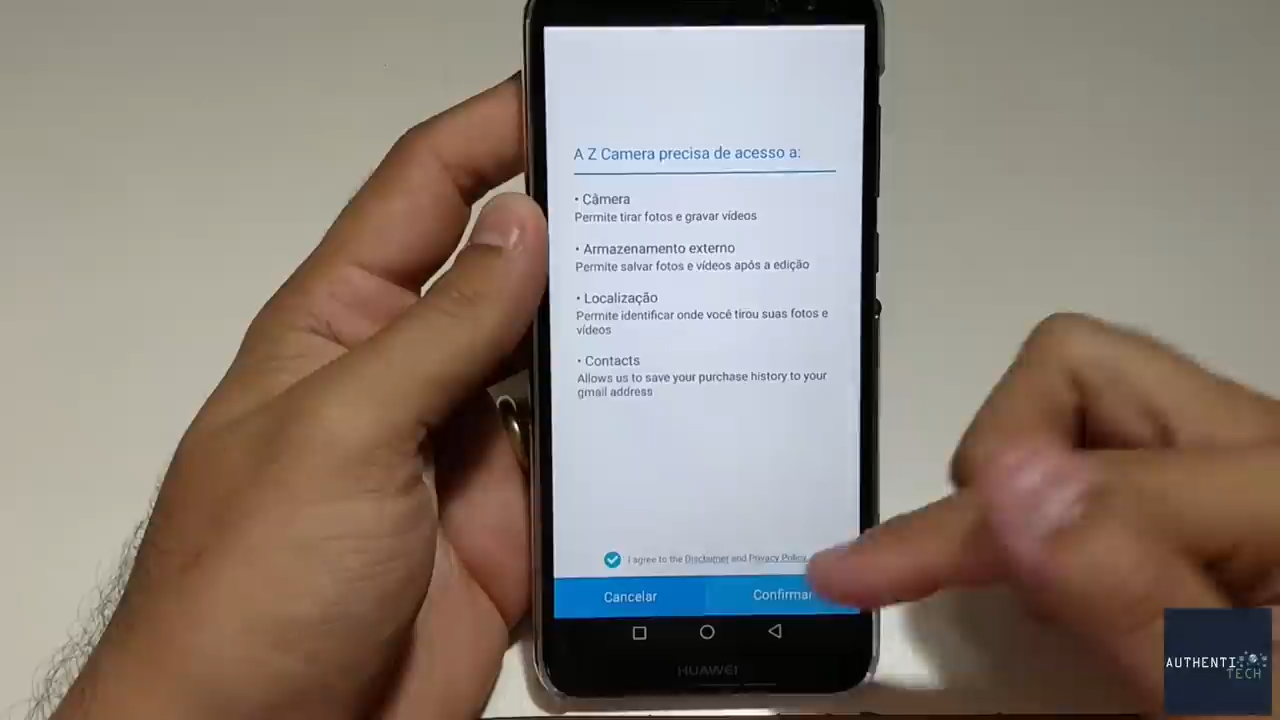 A Z Camera precisa de acesso a:
• Câmera
Permite tirar fotos e gravar vídeos
• Armazenamento externo
Permite salvar fotos e vídeos após a edição
• Localização
Permite identificar onde você tirou suas fotos e
vídeos
• Contacts
Allows us to save your purchase history to your
gmail address
I agree to the Disclaimer and Privacy Policy
Cancelar
Confirmar
HUAWEI
AUTHENTI
TECH